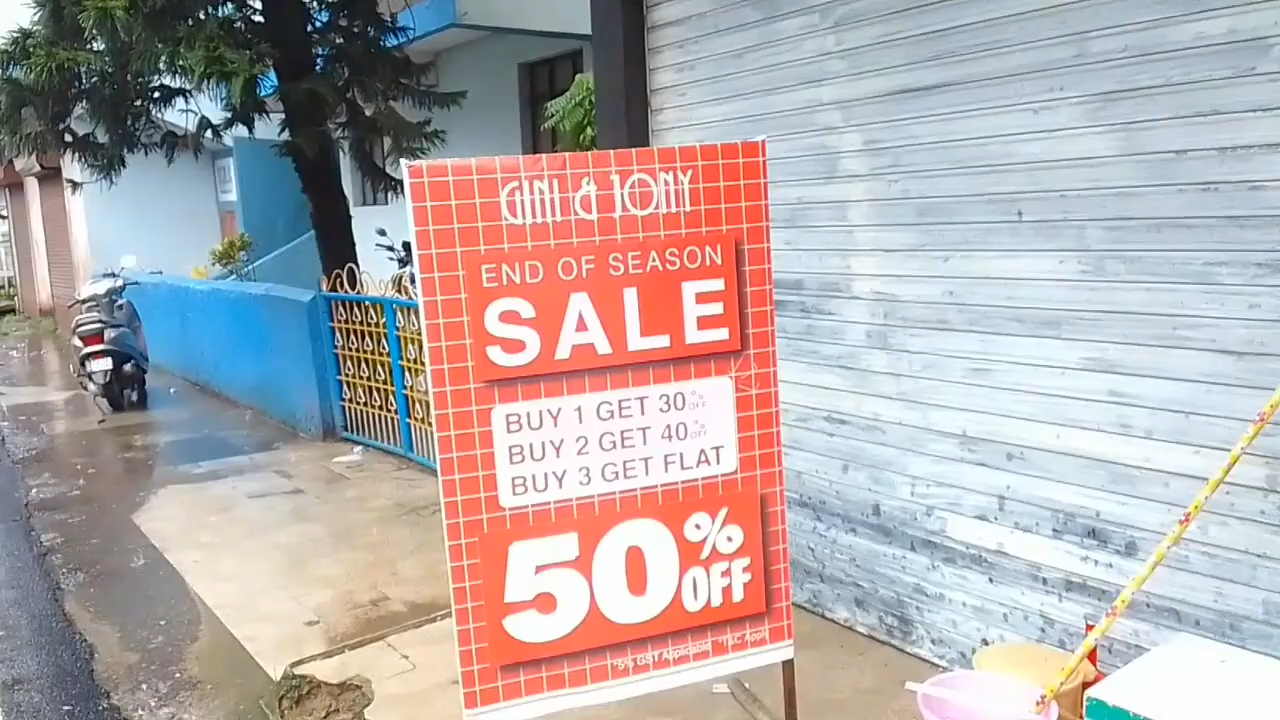 GINI & JONY
END OF SEASON
SALE
BUY 1 GET 30% OFF
BUY 2 GET 40% OFF
BUY 3 GET FLAT
50% OFF
*5% GST Applicable *T&C Apply